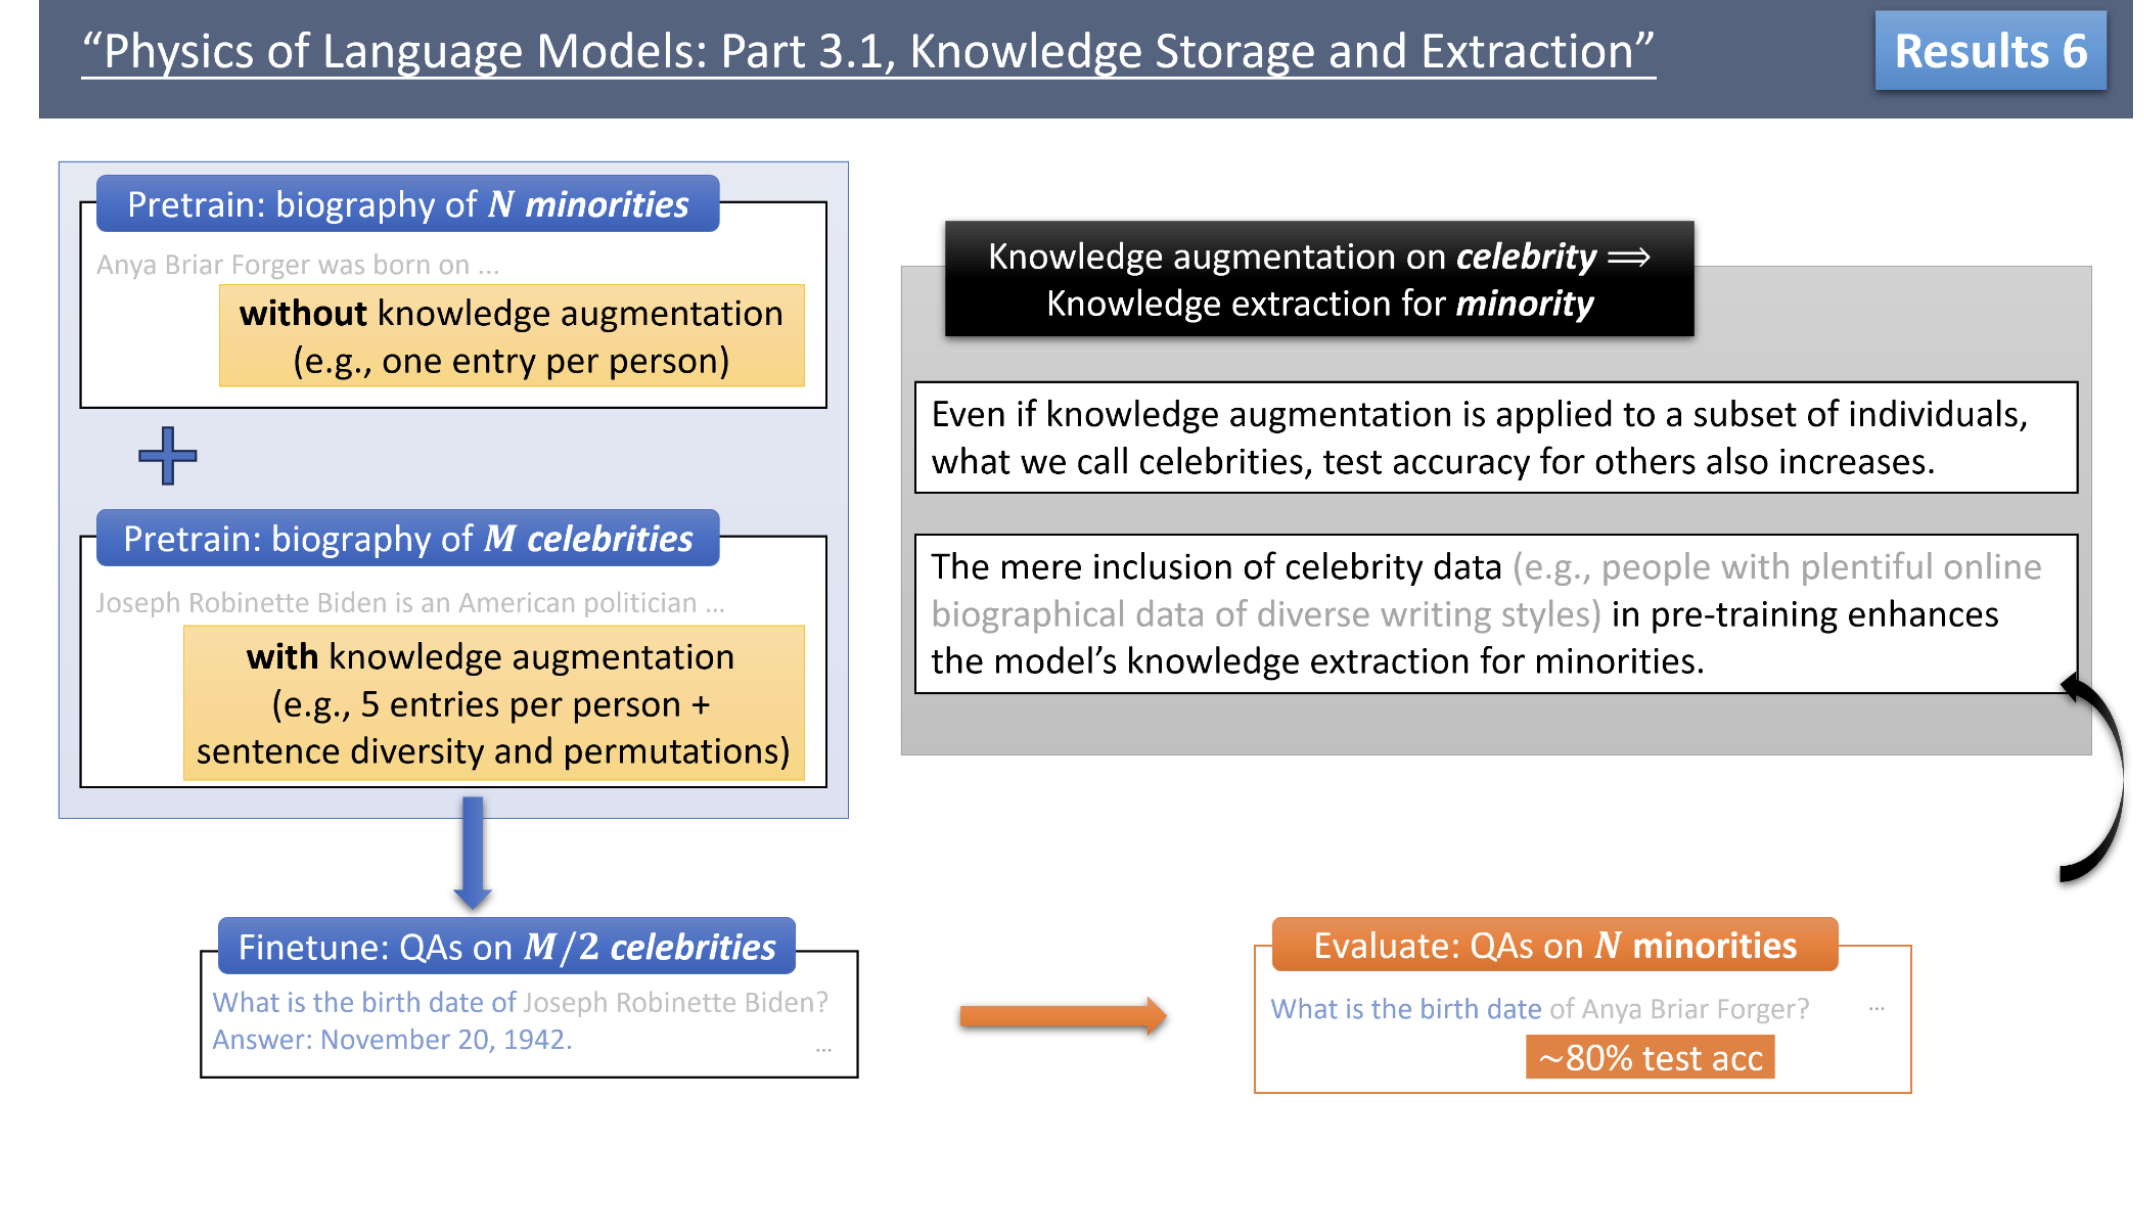 “Physics of Language Models: Part 3.1, Knowledge Storage and Extraction”
Results 6
Pretrain: biography of N minorities
Anya Briar Forger was born on ...
without knowledge augmentation
(e.g., one entry per person)
Pretrain: biography of M celebrities
Joseph Robinette Biden is an American politician ...
with knowledge augmentation
(e.g., 5 entries per person +
sentence diversity and permutations)
Knowledge augmentation on celebrity ⟹
Knowledge extraction for minority
Even if knowledge augmentation is applied to a subset of individuals,
what we call celebrities, test accuracy for others also increases.
The mere inclusion of celebrity data (e.g., people with plentiful online
biographical data of diverse writing styles) in pre-training enhances
the model’s knowledge extraction for minorities.
Finetune: QAs on M/2 celebrities
What is the birth date of Joseph Robinette Biden?
Answer: November 20, 1942.
...
Evaluate: QAs on N minorities
What is the birth date of Anya Briar Forger? ...
~80% test acc